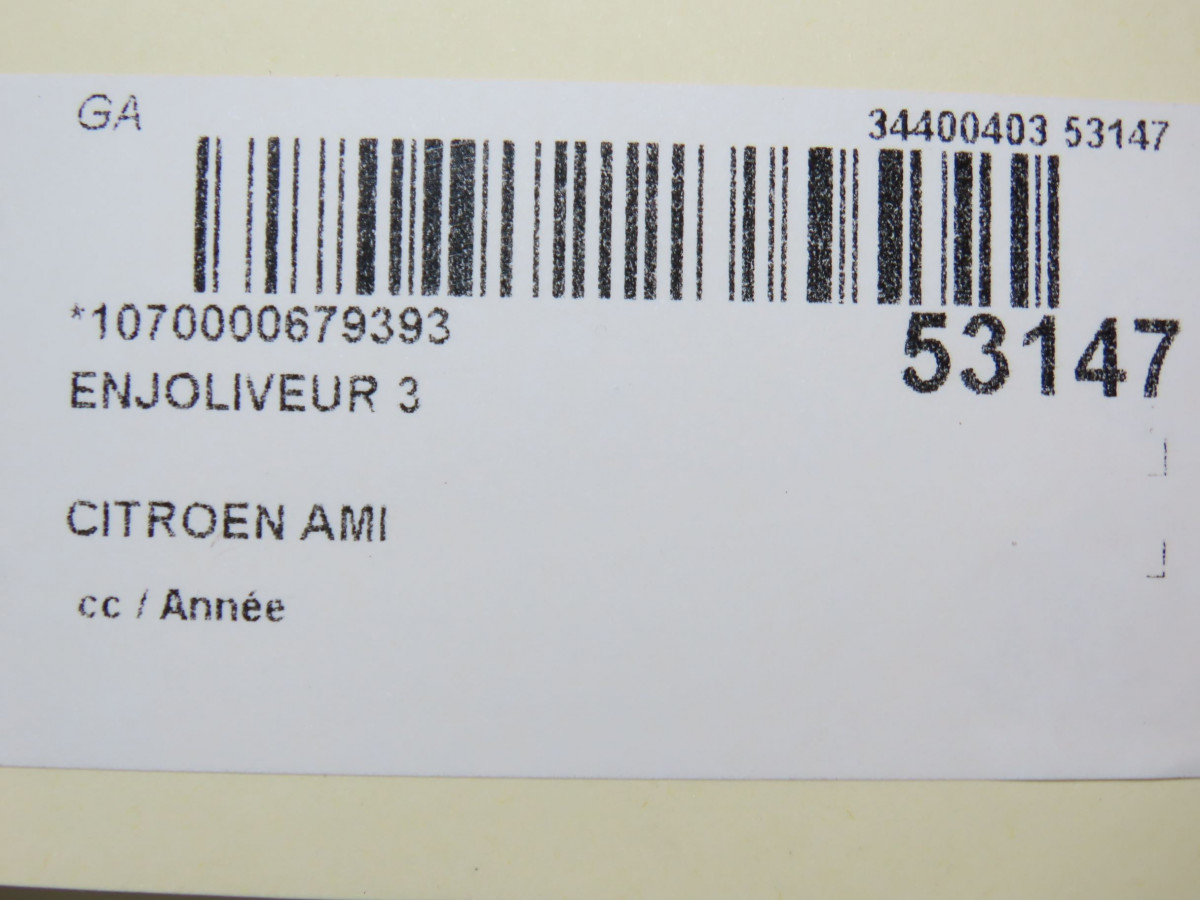 GA
34400403 53147
*1070000679393
53147
ENJOLIVEUR 3
CITROEN AMI
cc / Année